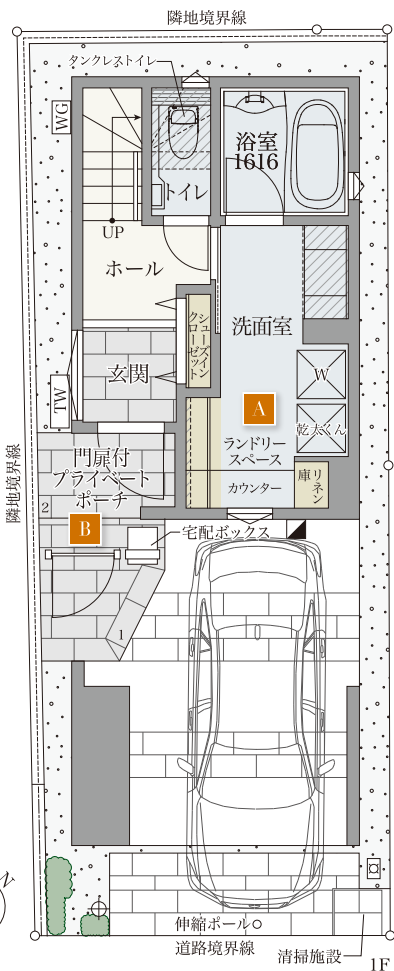 隣地境界線
タンクレストイレ
WG
浴室
1616
トイレ
UP
ホール
シューズイン
クローゼット
洗面室
玄関
TW
W
A
乾太くん
ランドリー
スペース
カウンター
リネン
庫
隣地境界線
門扉付
プライベート
ポーチ
2
B
宅配ボックス
1
N
伸縮ポール
道路境界線
清掃施設
1F